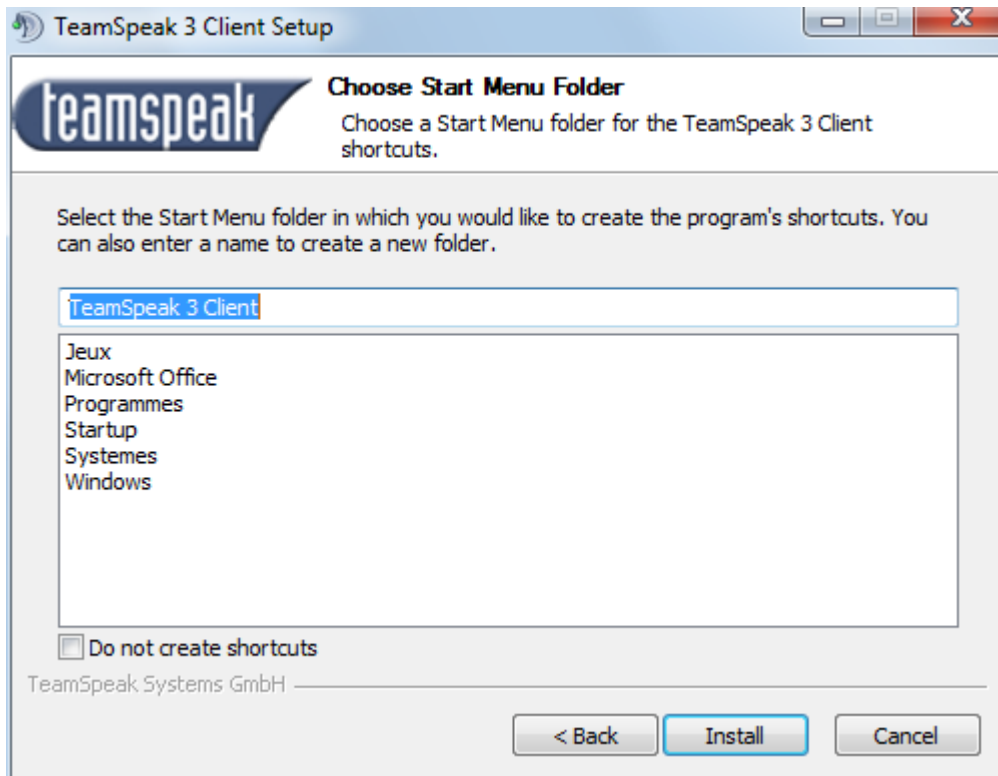 TeamSpeak 3 Client Setup
teamspeak
Choose Start Menu Folder
Choose a Start Menu folder for the TeamSpeak 3 Client
shortcuts.
Select the Start Menu folder in which you would like to create the program's shortcuts. You
can also enter a name to create a new folder.
TeamSpeak 3 Client
Jeux
Microsoft Office
Programmes
Startup
Systemes
Windows
Do not create shortcuts
TeamSpeak Systems GmbH
< Back
Install
Cancel